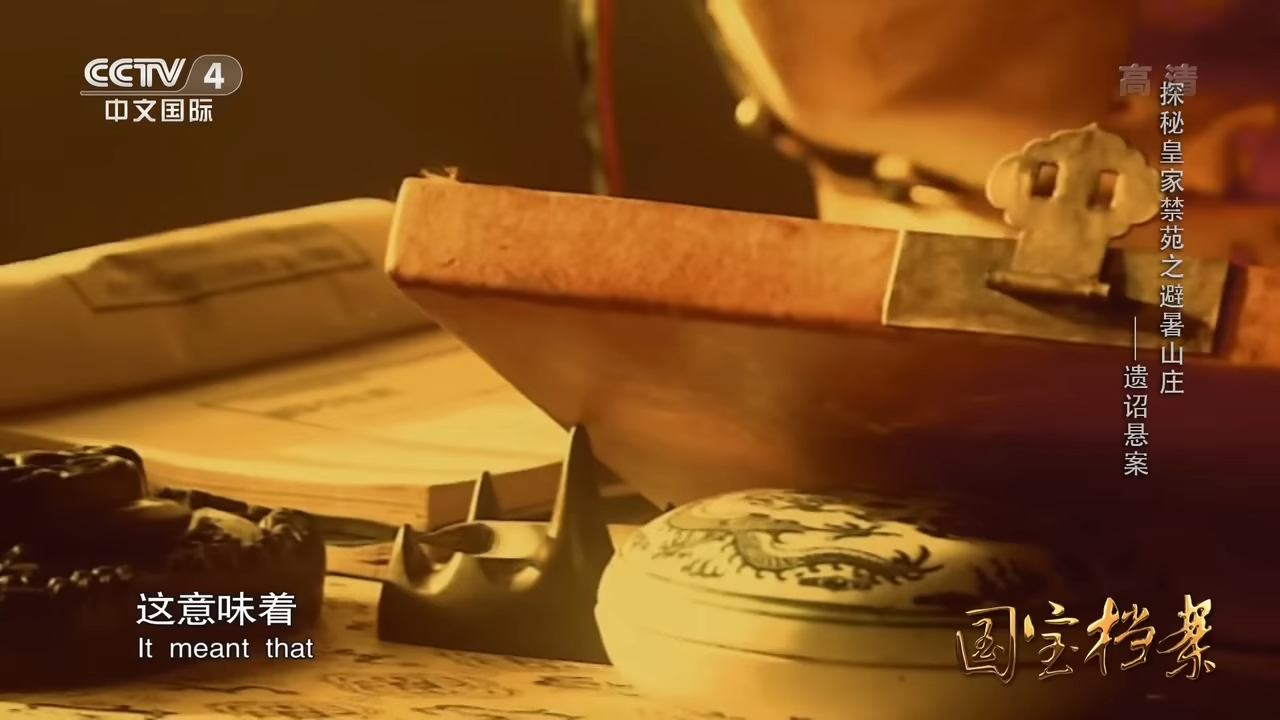 CCTV 4
中文国际
高清
探秘皇家禁苑之避暑山庄
——遗诏悬案
这意味着
It meant that
国宝档案